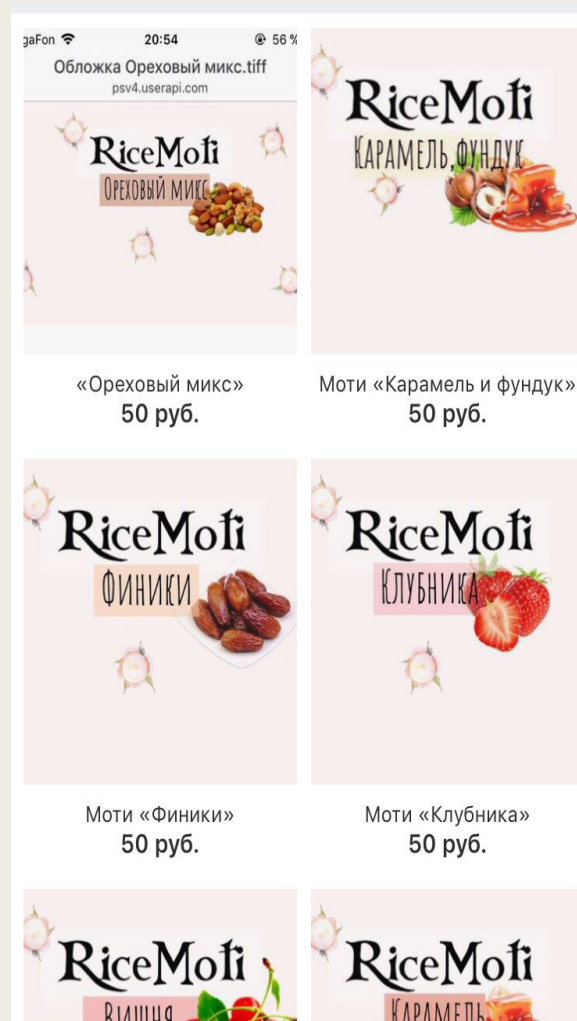 gaFon 20:54 56 %
Обложка Ореховый микс.tiff
psv4.userapi.com
RiceMoti
Ореховый микс
RiceMoti
Карамель,фундук
«Ореховый микс»
50 руб.
Моти «Карамель и фундук»
50 руб.
RiceMoti
Финики
RiceMoti
Клубника
Моти «Финики»
50 руб.
Моти «Клубника»
50 руб.
RiceMoti
Вишня
RiceMoti
Карамель